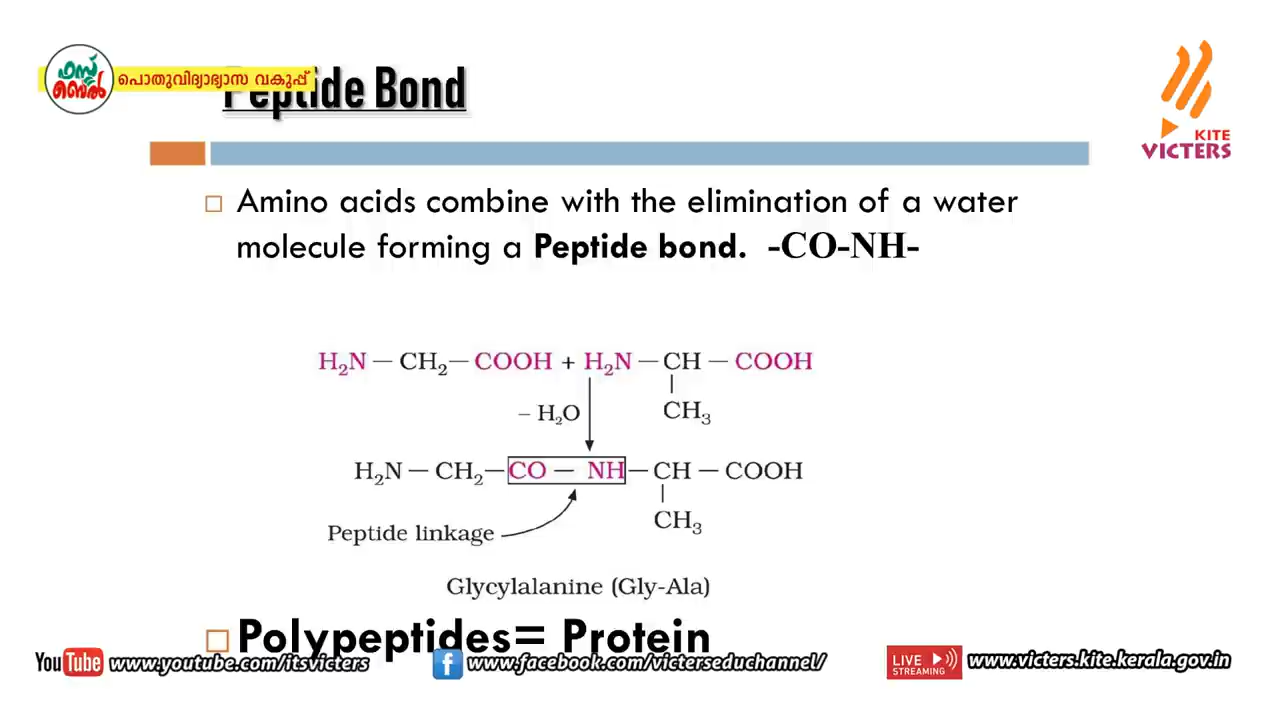 ഫസ്റ്റ്
ബെൽ
പൊതുവിദ്യാഭ്യാസ വകുപ്പ്
Peptide Bond
KITE
VICTERS
□ Amino acids combine with the elimination of a water
molecule forming a Peptide bond. -CO-NH-
H₂N — CH₂— COOH + H₂N — CH — COOH
– H₂O
CH₃
H₂N — CH₂— CO — NH — CH — COOH
Peptide linkage
CH₃
Glycylalanine (Gly-Ala)
□ Polypeptides= Protein
You Tube www.youtube.com/itsvicters
f www.facebook.com/victerseduchannel/
LIVE
STREAMING
www.victers.kite.kerala.gov.in